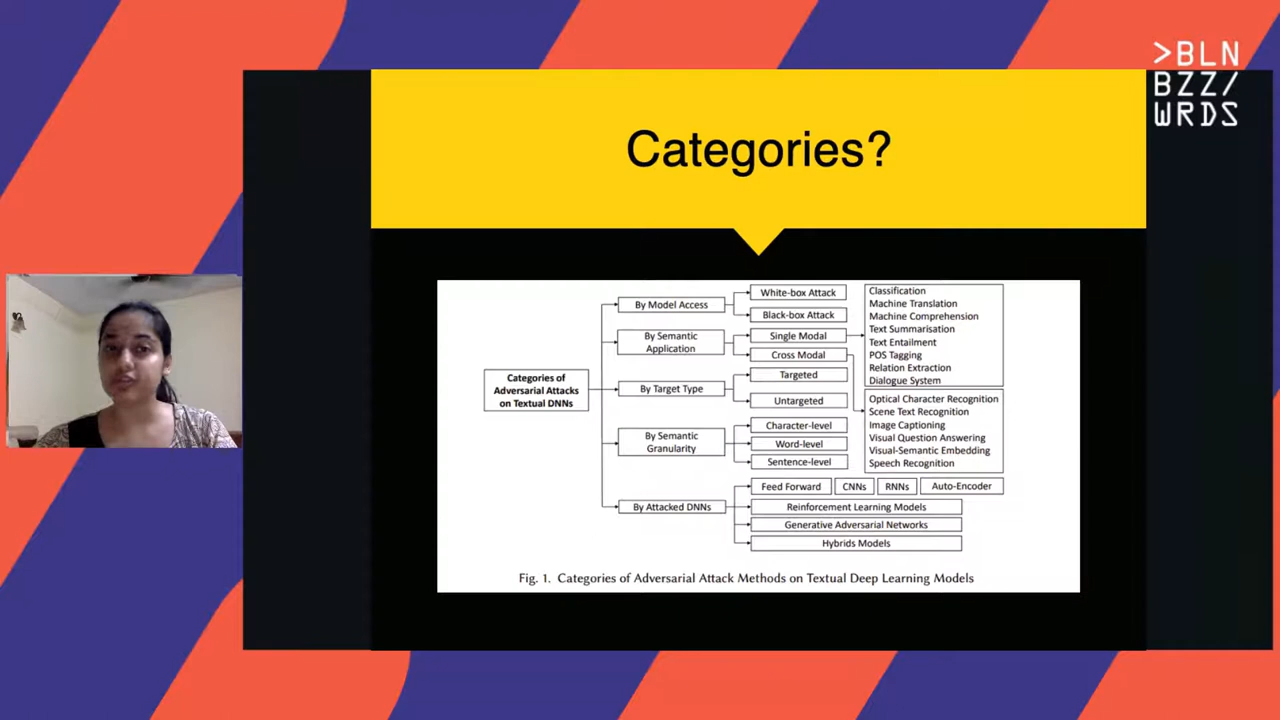 >BLN
BZZ/
WRDS
Categories?
Categories of
Adversarial Attacks
on Textual DNNs
By Model Access
White-box Attack
Black-box Attack
By Semantic
Application
Single Modal
Cross Modal
Classification
Machine Translation
Machine Comprehension
Text Summarisation
Text Entailment
POS Tagging
Relation Extraction
Dialogue System
Optical Character Recognition
Scene Text Recognition
Image Captioning
Visual Question Answering
Visual-Semantic Embedding
Speech Recognition
By Target Type
Targeted
Untargeted
By Semantic
Granularity
Character-level
Word-level
Sentence-level
By Attacked DNNs
Feed Forward CNNs RNNs Auto-Encoder
Reinforcement Learning Models
Generative Adversarial Networks
Hybrids Models
Fig. 1. Categories of Adversarial Attack Methods on Textual Deep Learning Models